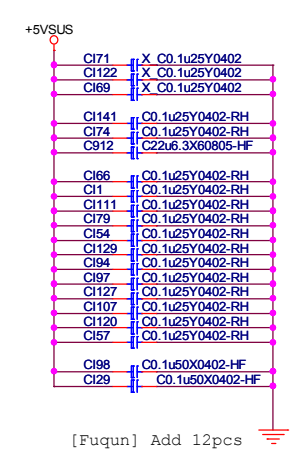 +5VSUS
CI71 X_C0.1u25Y0402
CI122 X_C0.1u25Y0402
CI69 X_C0.1u25Y0402
CI141 C0.1u25Y0402-RH
CI74 C0.1u25Y0402-RH
C912 C22u6.3X60805-HF
CI66 C0.1u25Y0402-RH
CI1 C0.1u25Y0402-RH
CI111 C0.1u25Y0402-RH
CI79 C0.1u25Y0402-RH
CI54 C0.1u25Y0402-RH
CI129 C0.1u25Y0402-RH
CI94 C0.1u25Y0402-RH
CI97 C0.1u25Y0402-RH
CI127 C0.1u25Y0402-RH
CI107 C0.1u25Y0402-RH
CI120 C0.1u25Y0402-RH
CI57 C0.1u25Y0402-RH
CI98 C0.1u50X0402-HF
CI29 C0.1u50X0402-HF
[Fuqun] Add 12pcs